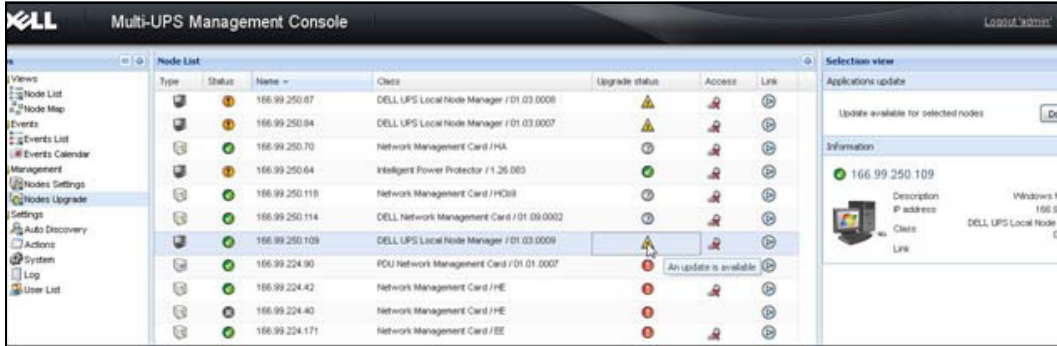 DELL Multi-UPS Management Console Logout 'admin'
Node List
Selection view
Views
Node List
Node Map
Events
Events List
Events Calendar
Management
Nodes Settings
Nodes Upgrade
Settings
Auto Discovery
Actions
System
Log
User List
Type Status Name Class Upgrade status Access Link
166.99.250.87 DELL UPS Local Node Manager / 01.03.0008
166.99.250.84 DELL UPS Local Node Manager / 01.03.0007
166.99.250.70 Network Management Card / HA
166.99.250.64 Intelligent Power Protector / 1.26.083
166.99.250.118 Network Management Card /
166.99.250.114 DELL Network Management Card / 01.09.0002
166.99.250.109 DELL UPS Local Node Manager / 01.03.0009
166.99.224.90 PDU Network Management Card / 01.01.0007
An update is available
166.99.224.42 Network Management Card / HE
166.99.224.40 Network Management Card / HE
166.99.224.171 Network Management Card / EE
Applications update
Update available for selected nodes
Information
166.99.250.109
Description Windows
IP address 166.9
Class DELL UPS Local Node
Link